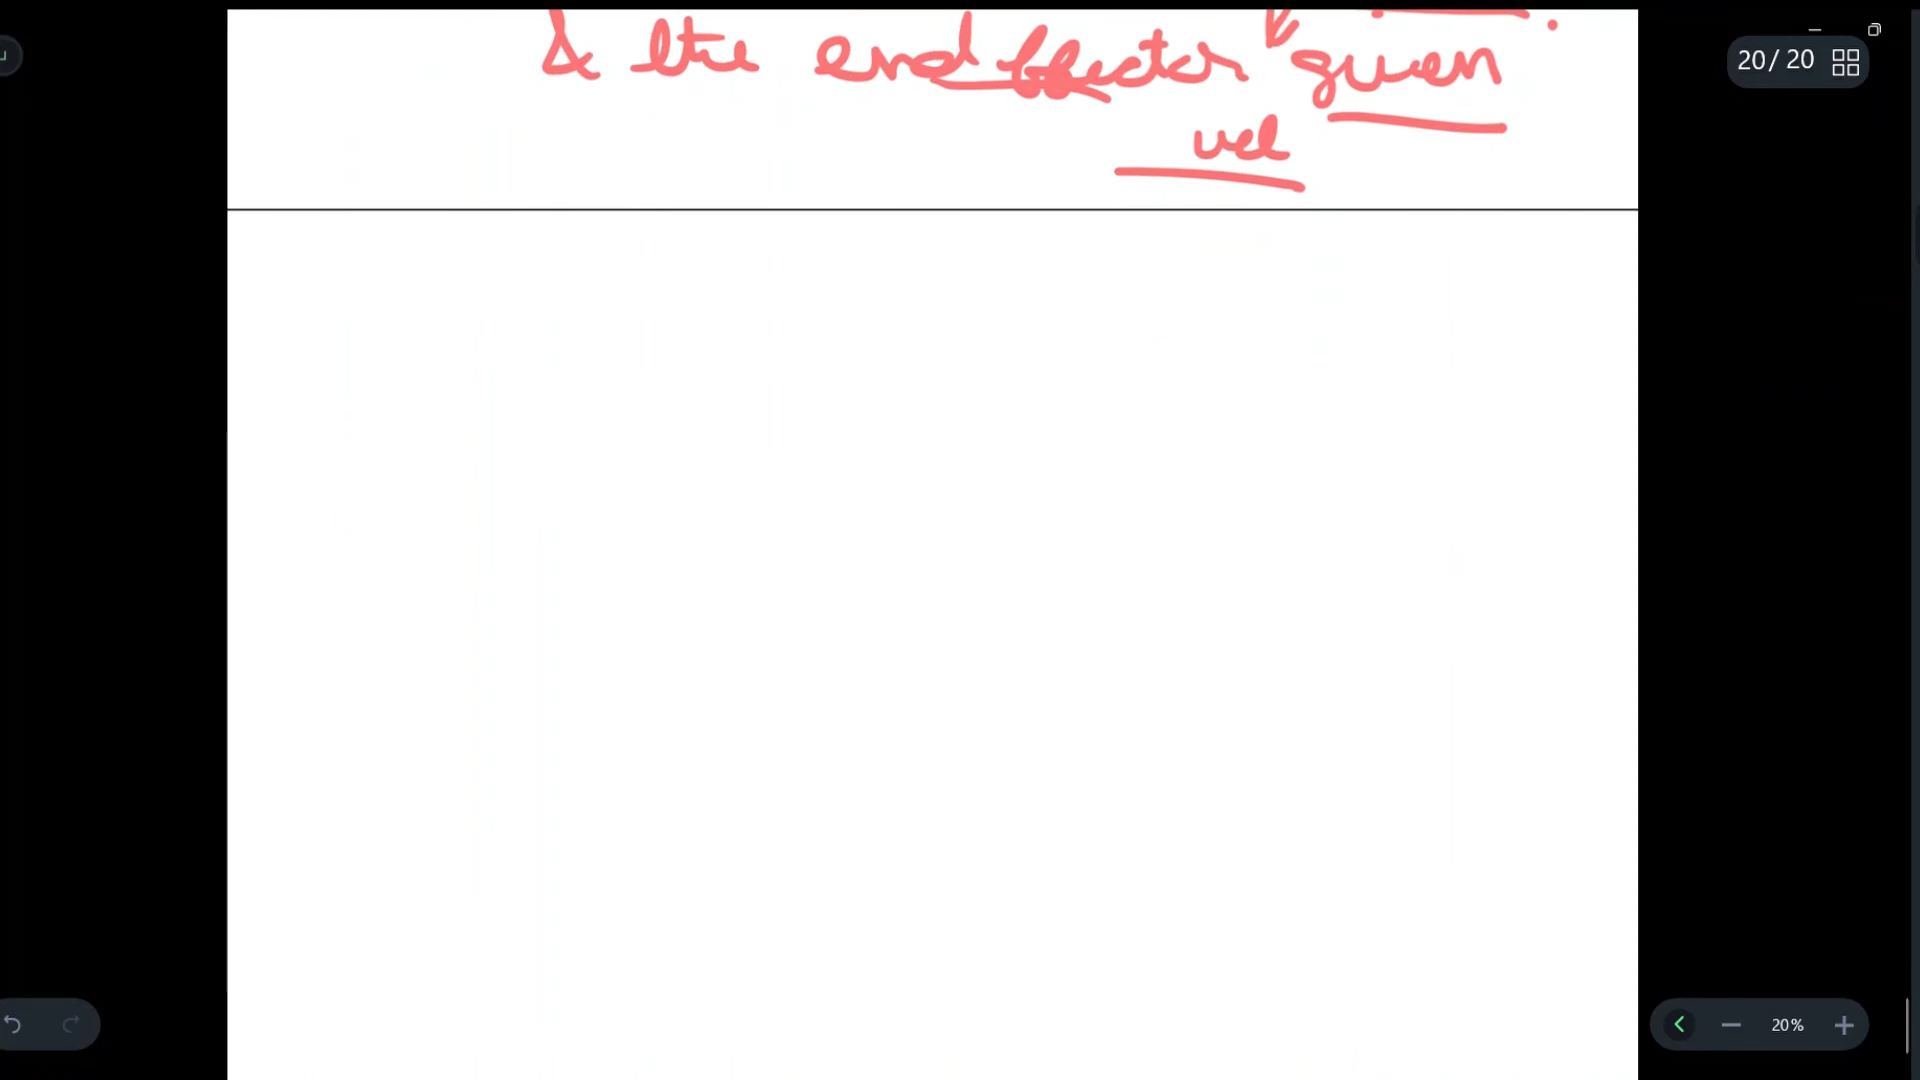 & the end effector given
vel
20/ 20
20%